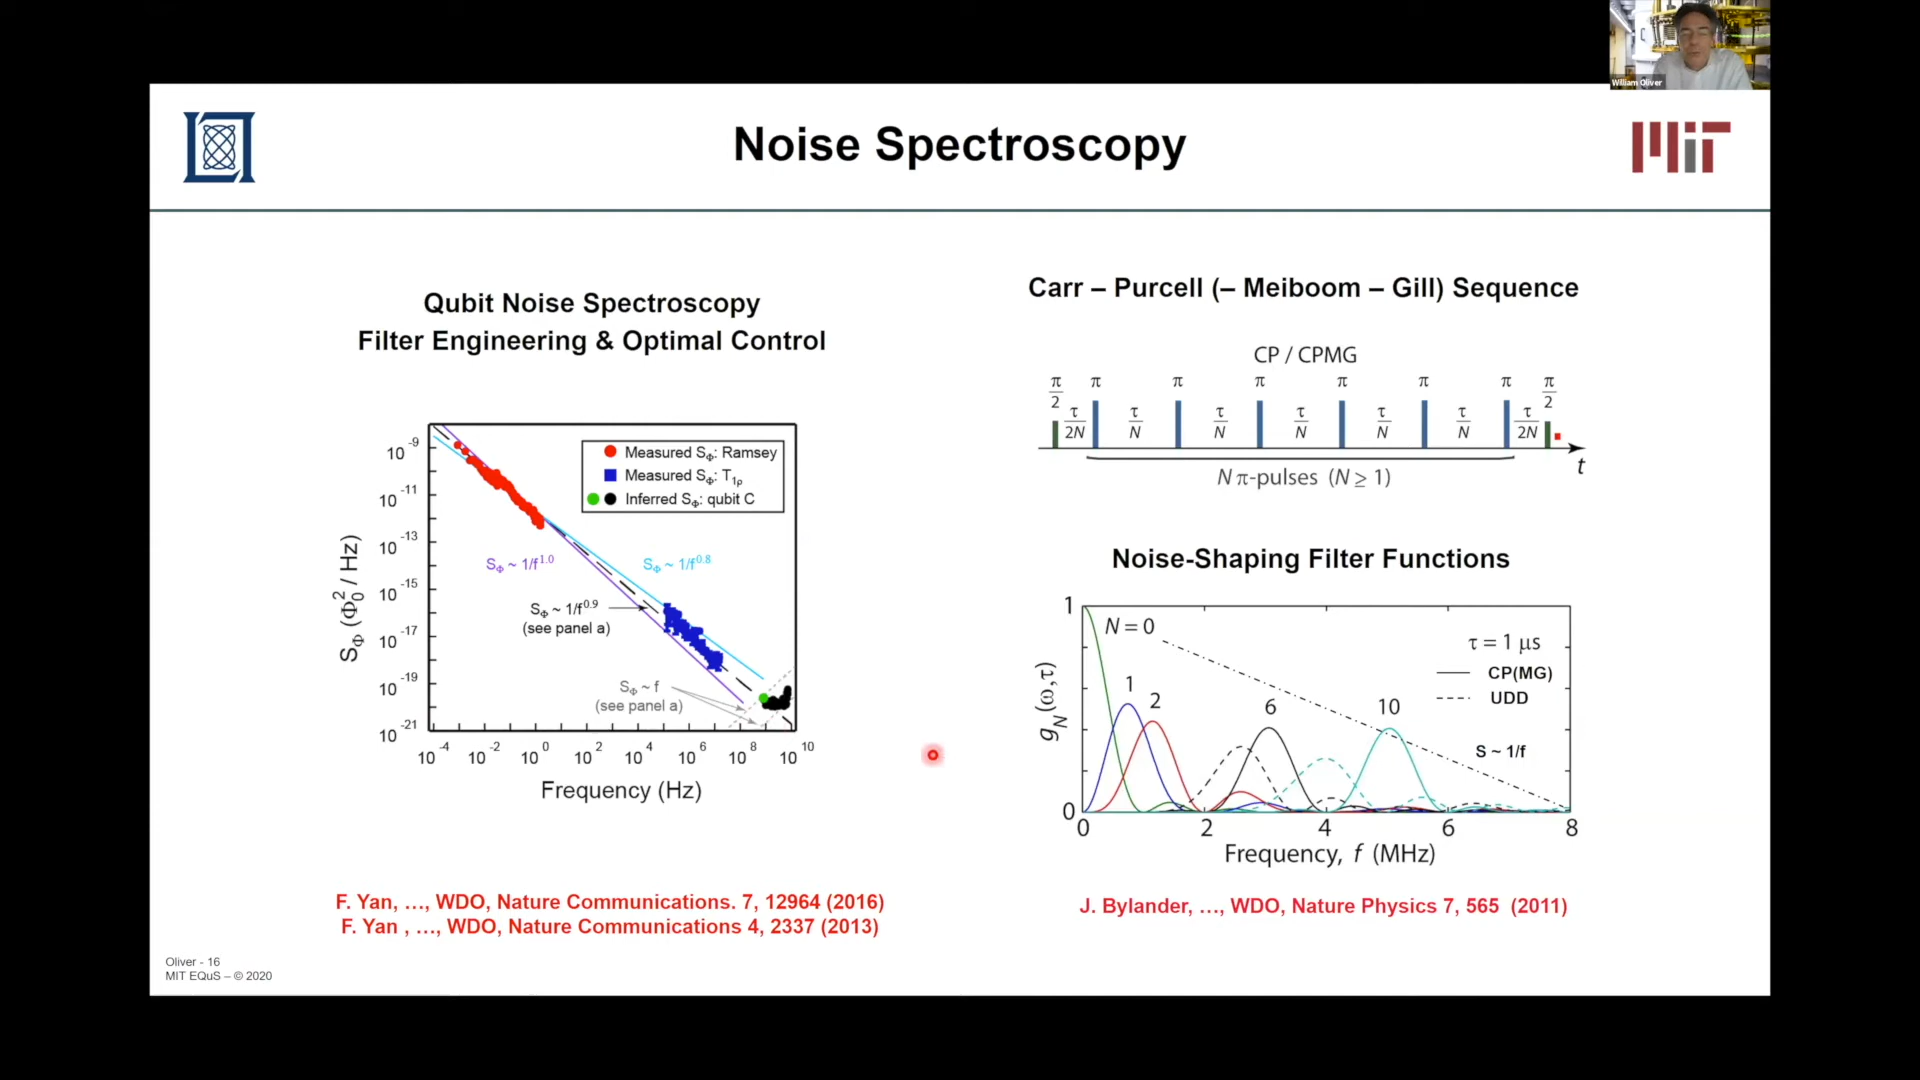 William Oliver
Noise Spectroscopy
MIT
Qubit Noise Spectroscopy
Filter Engineering & Optimal Control
10^-9
10^-11
10^-13
10^-15
10^-17
10^-19
10^-21
S_Φ (Φ_0^2 / Hz)
Measured S_Φ: Ramsey
Measured S_Φ: T_1ρ
Inferred S_Φ: qubit C
S_Φ ~ 1/f^1.0
S_Φ ~ 1/f^0.8
S_Φ ~ 1/f^0.9
(see panel a)
S_Φ ~ f
(see panel a)
10^-4 10^-2 10^0 10^2 10^4 10^6 10^8 10^10
Frequency (Hz)
F. Yan, …, WDO, Nature Communications. 7, 12964 (2016)
F. Yan , …, WDO, Nature Communications 4, 2337 (2013)
Carr – Purcell (– Meiboom – Gill) Sequence
CP / CPMG
π/2 π π π π π π π/2
τ/2N τ/N τ/N τ/N τ/N τ/N τ/2N
t
N π-pulses (N ≥ 1)
Noise-Shaping Filter Functions
1
0
g_N(ω,τ)
N = 0
1
2
6
10
τ = 1 μs
CP(MG)
UDD
S ~ 1/f
0 2 4 6 8
Frequency, f (MHz)
J. Bylander, …, WDO, Nature Physics 7, 565 (2011)
Oliver - 16
MIT EQuS – © 2020